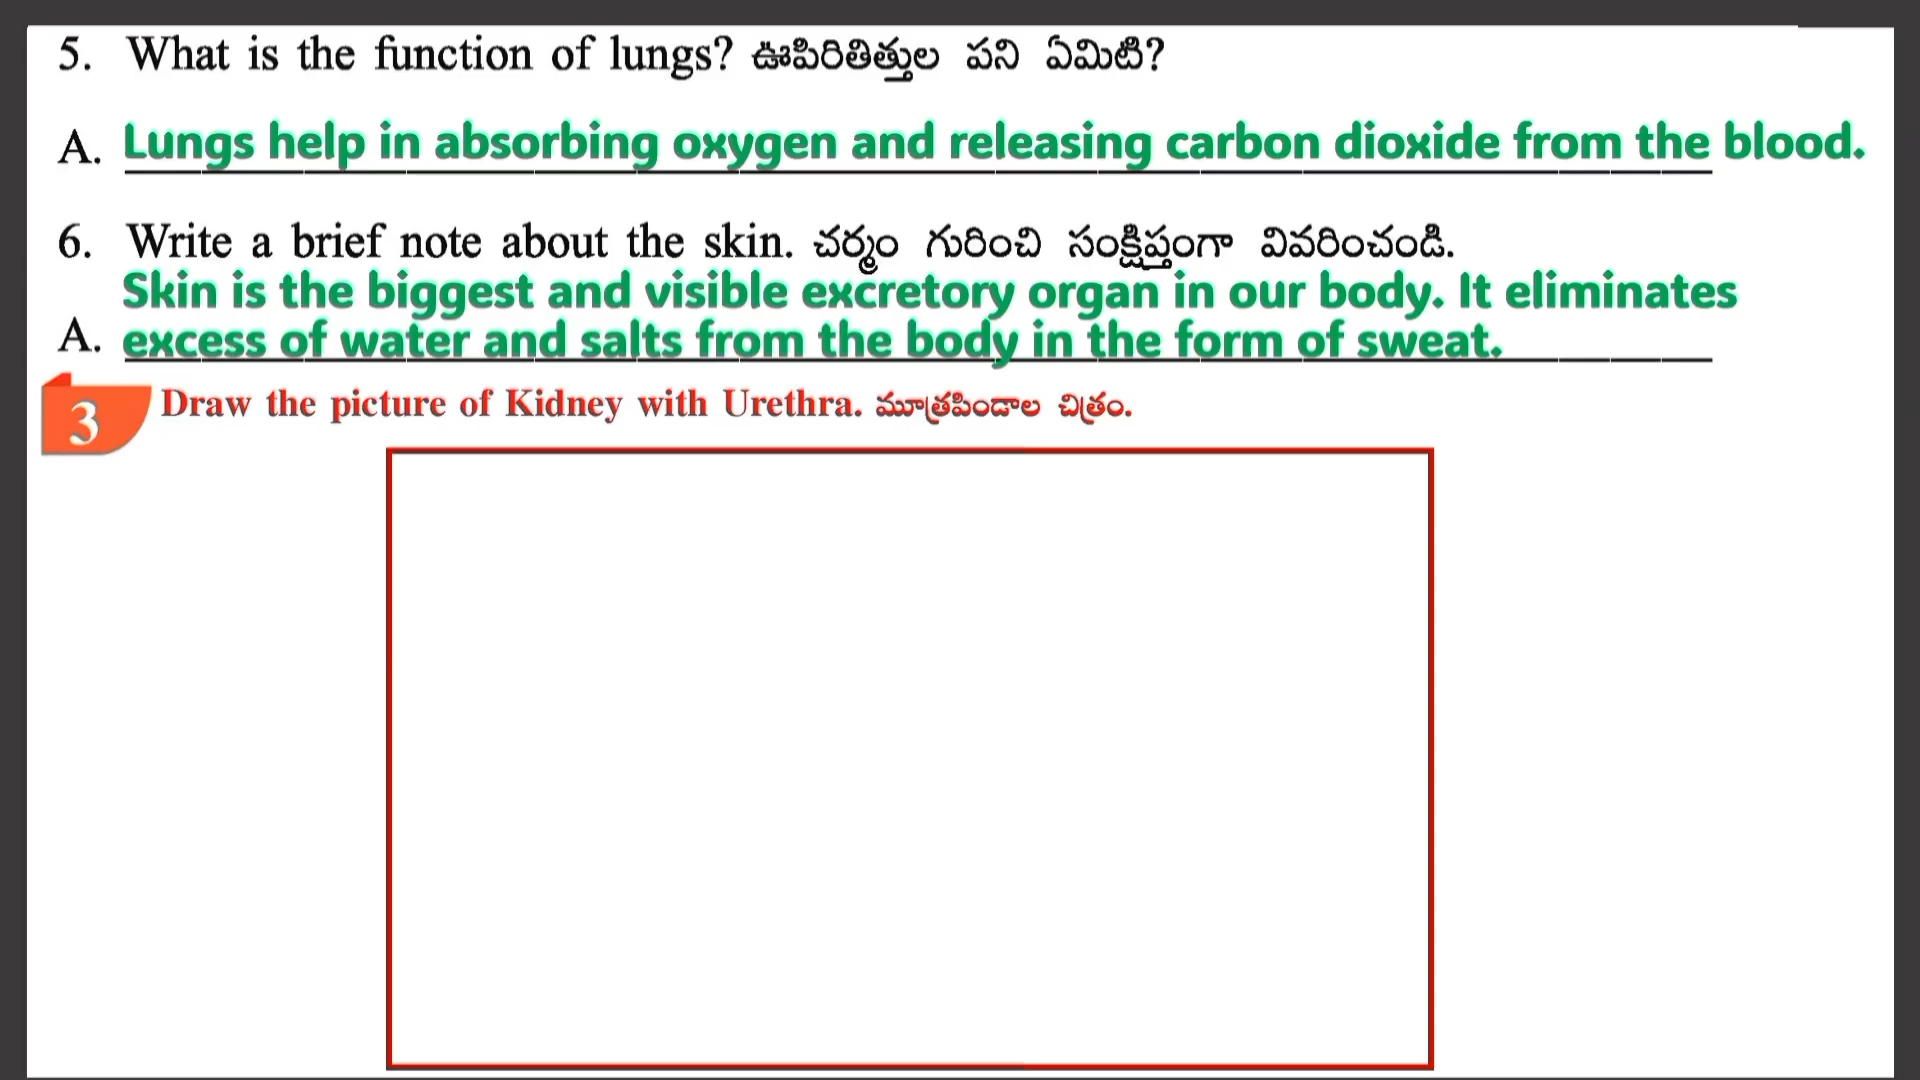 5. What is the function of lungs? ఊపిరితిత్తుల పని ఏమిటి?
A. Lungs help in absorbing oxygen and releasing carbon dioxide from the blood.
6. Write a brief note about the skin. చర్మం గురించి సంక్షిప్తంగా వివరించండి.
Skin is the biggest and visible excretory organ in our body. It eliminates
A. excess of water and salts from the body in the form of sweat.
3 Draw the picture of Kidney with Urethra. మూత్రపిండాల చిత్రం.